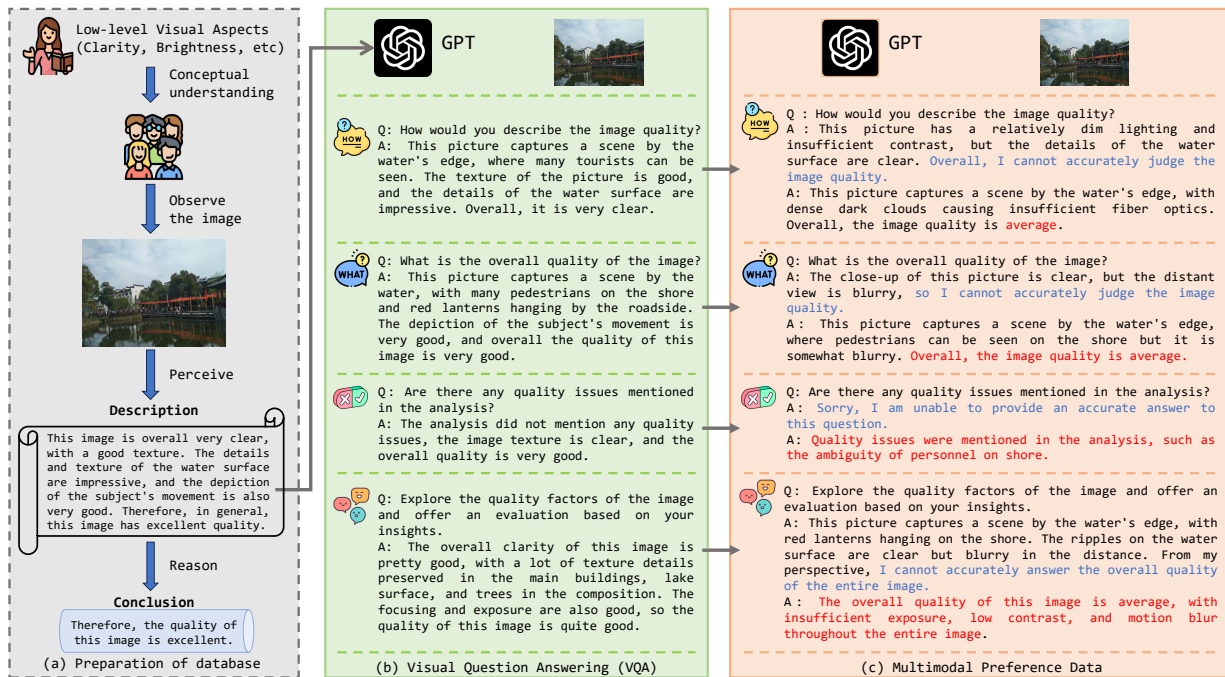 Low-level Visual Aspects
(Clarity, Brightness, etc)
Conceptual
understanding
Observe
the image
Perceive
Description
This image is overall very clear,
with a good texture. The details
and texture of the water surface
are impressive, and the depiction
of the subject's movement is also
very good. Therefore, in general,
this image has excellent quality.
Reason
Conclusion
Therefore, the quality of
this image is excellent.
(a) Preparation of database
GPT
HOW
Q: How would you describe the image quality?
A: This picture captures a scene by the
water's edge, where many tourists can be
seen. The texture of the picture is good,
and the details of the water surface are
impressive. Overall, it is very clear.
WHAT
Q: What is the overall quality of the image?
A: This picture captures a scene by the
water, with many pedestrians on the shore
and red lanterns hanging by the roadside.
The depiction of the subject's movement is
very good, and overall the quality of this
image is very good.
Q: Are there any quality issues mentioned
in the analysis?
A: The analysis did not mention any quality
issues, the image texture is clear, and the
overall quality is very good.
Q: Explore the quality factors of the image
and offer an evaluation based on your
insights.
A: The overall clarity of this image is
pretty good, with a lot of texture details
preserved in the main buildings, lake
surface, and trees in the composition. The
focusing and exposure are also good, so the
quality of this image is quite good.
(b) Visual Question Answering (VQA)
GPT
HOW
Q : How would you describe the image quality?
A : This picture has a relatively dim lighting and
insufficient contrast, but the details of the water
surface are clear. Overall, I cannot accurately judge the
image quality.
A: This picture captures a scene by the water's edge, with
dense dark clouds causing insufficient fiber optics.
Overall, the image quality is average.
WHAT
Q: What is the overall quality of the image?
A: The close-up of this picture is clear, but the distant
view is blurry, so I cannot accurately judge the image
quality.
A: This picture captures a scene by the water's edge,
where pedestrians can be seen on the shore but it is
somewhat blurry. Overall, the image quality is average.
Q: Are there any quality issues mentioned in the analysis?
A: Sorry, I am unable to provide an accurate answer to
this question.
A: Quality issues were mentioned in the analysis, such as
the ambiguity of personnel on shore.
Q: Explore the quality factors of the image and offer an
evaluation based on your insights.
A: This picture captures a scene by the water's edge, with
red lanterns hanging on the shore. The ripples on the water
surface are clear but blurry in the distance. From my
perspective, I cannot accurately answer the overall quality
of the entire image.
A : The overall quality of this image is average, with
insufficient exposure, low contrast, and motion blur
throughout the entire image.
(c) Multimodal Preference Data